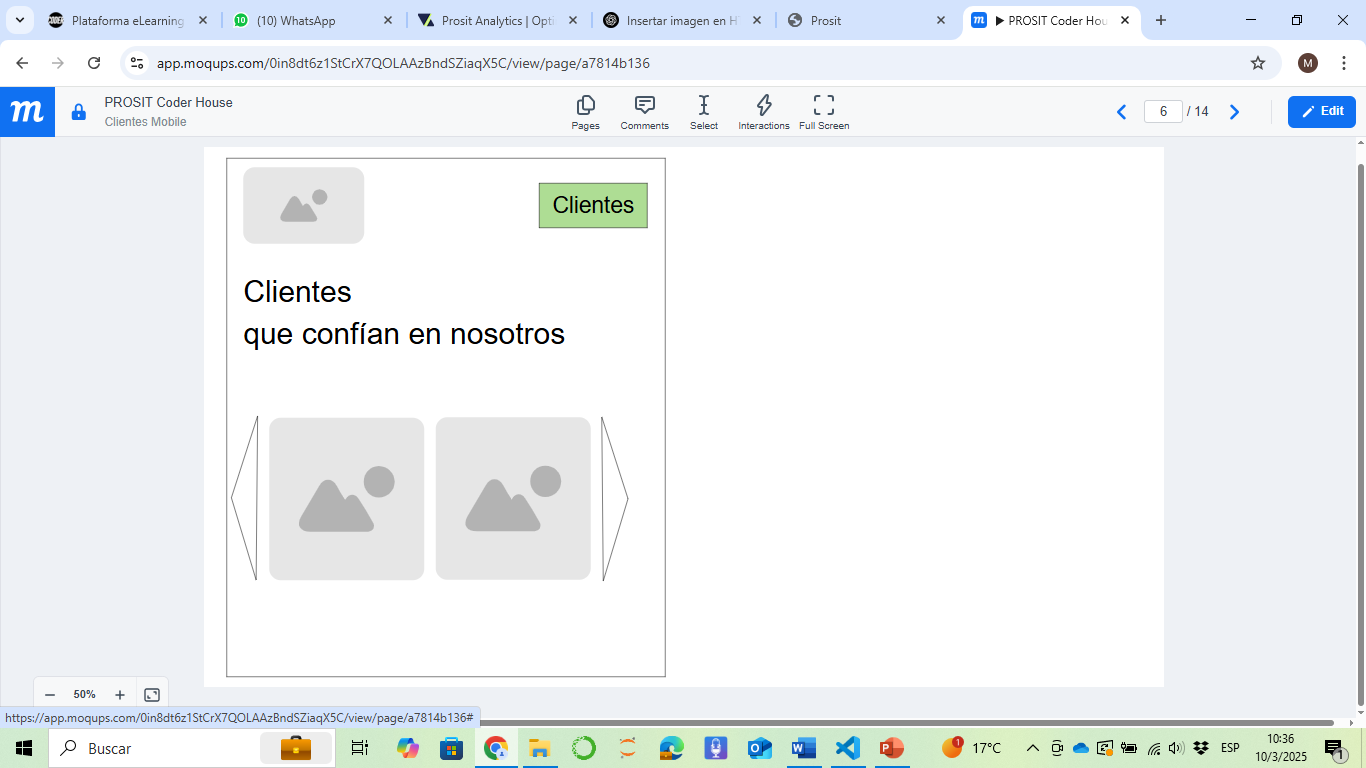 Plataforma eLearning
(10) WhatsApp
Prosit Analytics | Opti
Insertar imagen en H
Prosit
▶ PROSIT Coder Hou
app.moqups.com/0in8dt6z1StCrX7QOLAAzBndSZiaqX5C/view/page/a7814b136
M
m
PROSIT Coder House
Clientes Mobile
Pages
Comments
Select
Interactions
Full Screen
6 / 14
Edit
Clientes
Clientes
que confían en nosotros
50%
https://app.moqups.com/0in8dt6z1StCrX7QOLAAzBndSZiaqX5C/view/page/a7814b136#
Buscar
1
17°C
ESP
10:36
10/3/2025
1